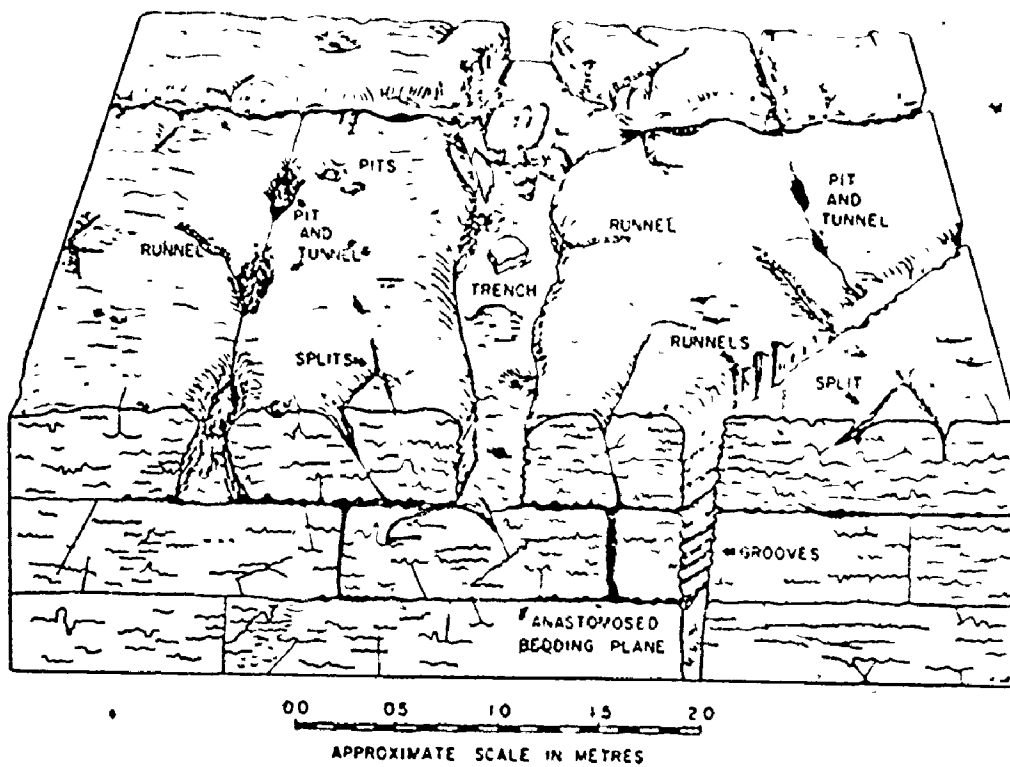 PITS
PIT
AND
TUNNEL
RUNNEL
PIT
AND
TUNNELS
RUNNEL
TRENCH
SPLITS
RUNNELS
SPLIT
GROOVES
ANASTOMOSED
BEDDING PLANE
0.0 0.5 1.0 1.5 2.0
APPROXIMATE SCALE IN METRES